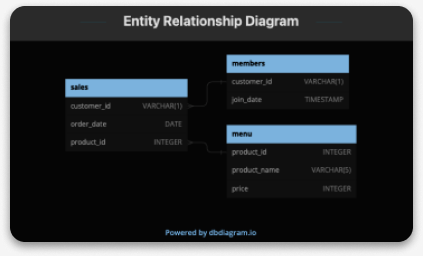 Entity Relationship Diagram
sales
customer_id VARCHAR(1)
order_date DATE
product_id INTEGER
members
customer_id VARCHAR(1)
join_date TIMESTAMP
menu
product_id INTEGER
product_name VARCHAR(5)
price INTEGER
Powered by dbdiagram.io